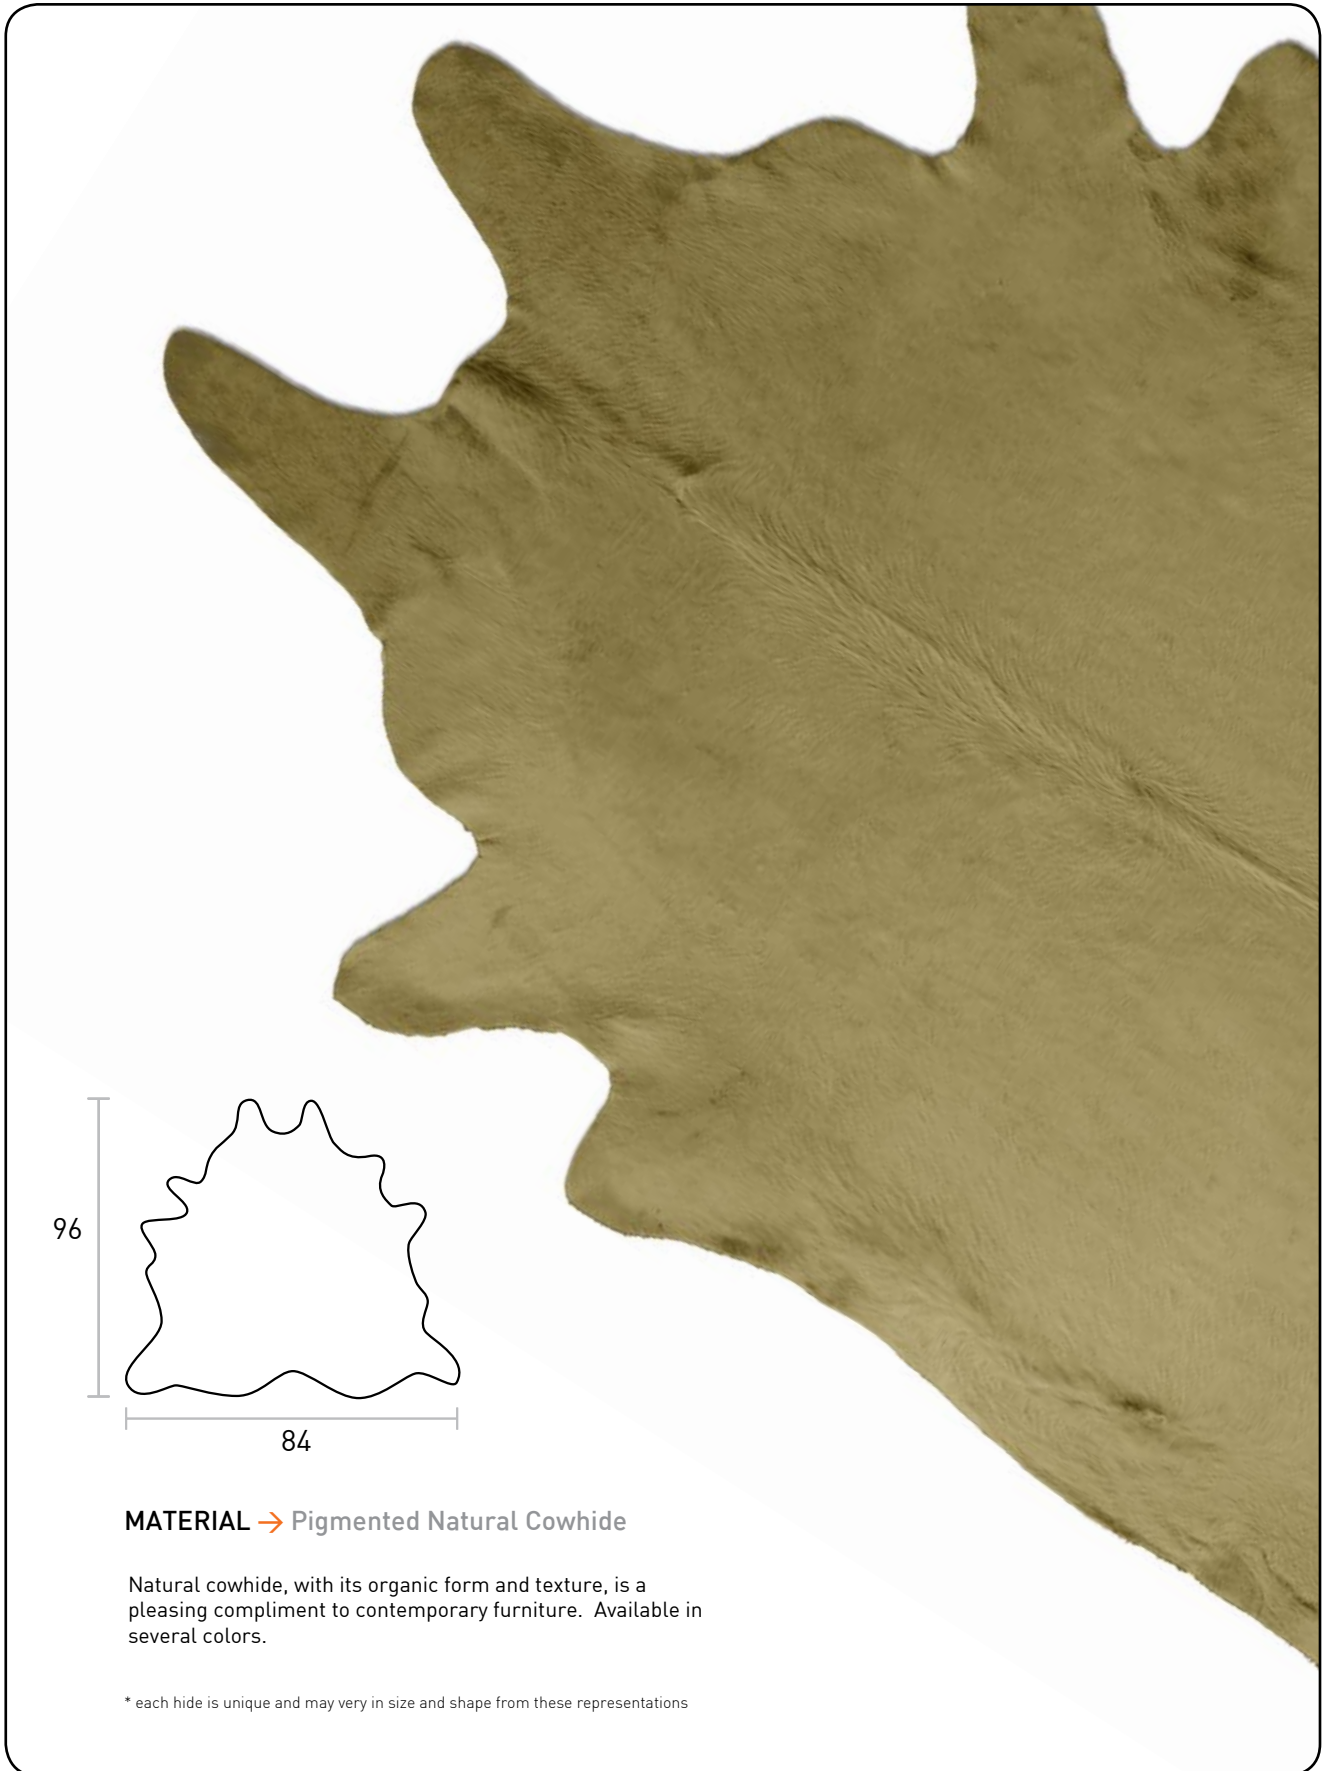 96
84
MATERIAL → Pigmented Natural Cowhide
Natural cowhide, with its organic form and texture, is a
pleasing compliment to contemporary furniture.  Available in
several colors.
* each hide is unique and may very in size and shape from these representations